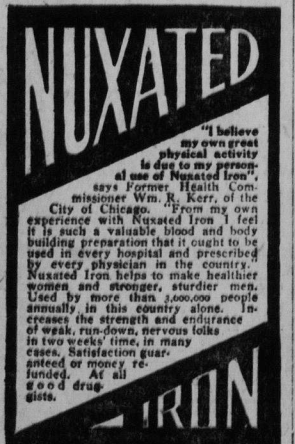 NUXATED
"I believe
my own great
physical activity
is due to my person-
al use of Nuxated Iron",
says Former Health Com-
missioner Wm. R. Kerr, of the
City of Chicago. "From my own
experience with Nuxated Iron I feel
it is such a valuable blood and body
building preparation that it ought to be
used in every hospital and prescribed
by every physician in the country."
Nuxated Iron helps to make healthier
women and stronger, sturdier men.
Used by more than 3,000,000 people
annually in this country alone. In-
creases the strength and endurance
of weak, run-down, nervous folks
in two weeks' time, in many
cases. Satisfaction guar-
anteed or money re-
funded. At all
good drug-
gists.
IRON